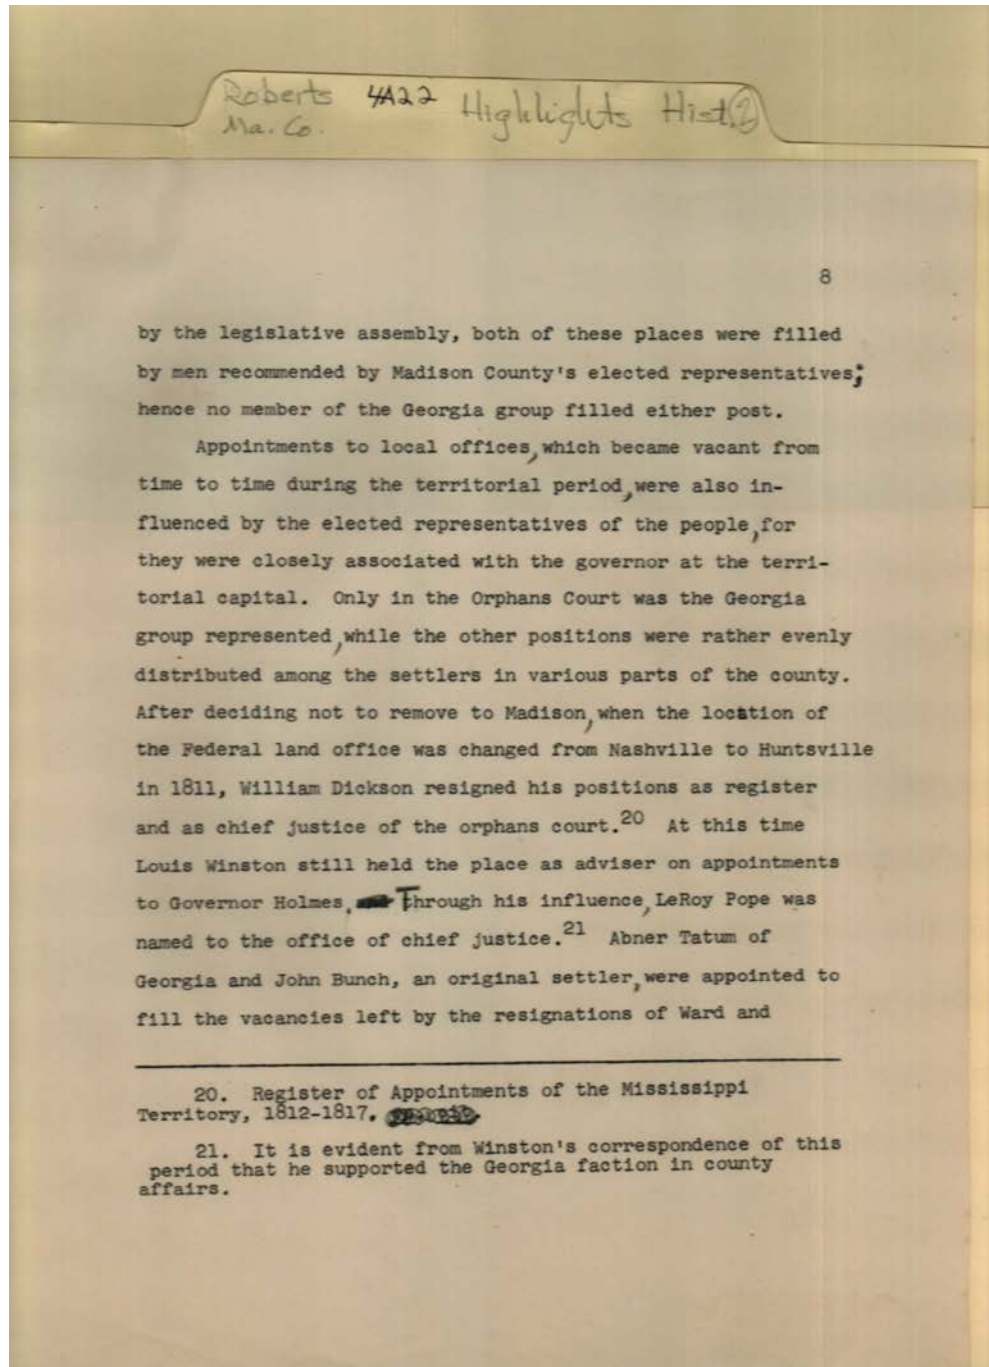 Roberts 4A22 Highlights Hist. 2
Ma. Co.
8
by the legislative assembly, both of these places were filled
by men recommended by Madison County's elected representatives;
hence no member of the Georgia group filled either post.
Appointments to local offices, which became vacant from
time to time during the territorial period, were also in-
fluenced by the elected representatives of the people, for
they were closely associated with the governor at the terri-
torial capital. Only in the Orphans Court was the Georgia
group represented, while the other positions were rather evenly
distributed among the settlers in various parts of the county.
After deciding not to remove to Madison, when the location of
the Federal land office was changed from Nashville to Huntsville
in 1811, William Dickson resigned his positions as register
and as chief justice of the orphans court.20 At this time
Louis Winston still held the place as adviser on appointments
to Governor Holmes. Through his influence, LeRoy Pope was
named to the office of chief justice.21 Abner Tatum of
Georgia and John Bunch, an original settler, were appointed to
fill the vacancies left by the resignations of Ward and
20. Register of Appointments of the Mississippi
Territory, 1812-1817.
21. It is evident from Winston's correspondence of this
period that he supported the Georgia faction in county
affairs.